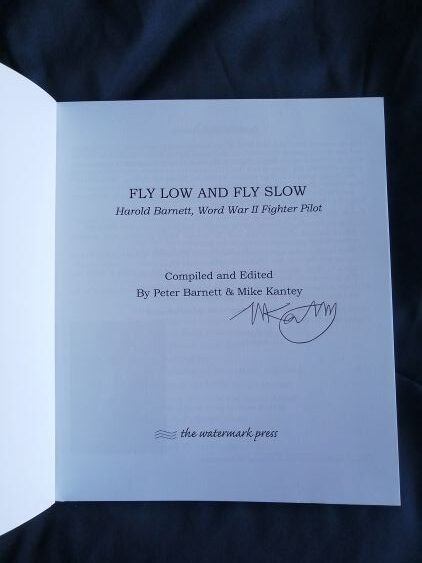 FLY LOW AND FLY SLOW
Harold Barnett, Word War II Fighter Pilot
Compiled and Edited
By Peter Barnett & Mike Kantey
the watermark press